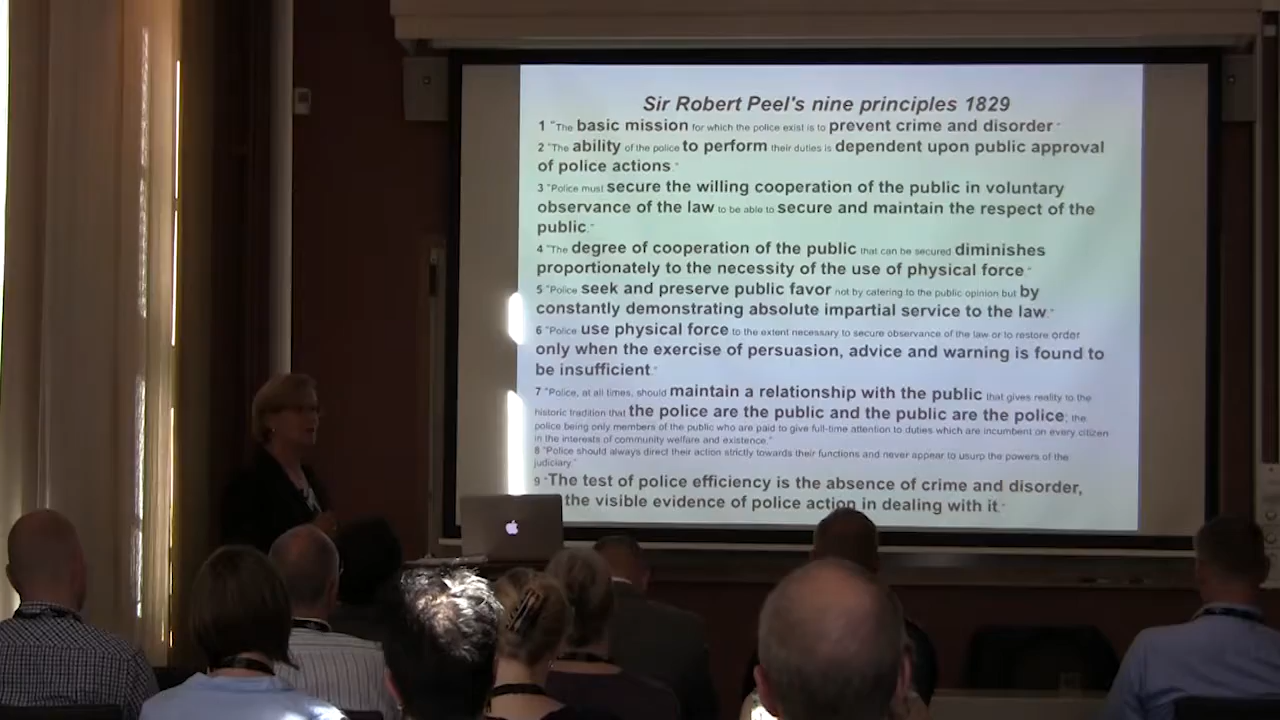 Sir Robert Peel's nine principles 1829
1 "The basic mission for which the police exist is to prevent crime and disorder."
2 "The ability of the police to perform their duties is dependent upon public approval
of police actions."
3 "Police must secure the willing cooperation of the public in voluntary
observance of the law to be able to secure and maintain the respect of the
public."
4 "The degree of cooperation of the public that can be secured diminishes
proportionately to the necessity of the use of physical force."
5 "Police seek and preserve public favor not by catering to the public opinion but by
constantly demonstrating absolute impartial service to the law."
6 "Police use physical force to the extent necessary to secure observance of the law or to restore order
only when the exercise of persuasion, advice and warning is found to
be insufficient."
7 "Police, at all times, should maintain a relationship with the public that gives reality to the
historic tradition that the police are the public and the public are the police; the
police being only members of the public who are paid to give full-time attention to duties which are incumbent on every citizen
in the interests of community welfare and existence."
8 "Police should always direct their action strictly towards their functions and never appear to usurp the powers of the
judiciary."
9 "The test of police efficiency is the absence of crime and disorder,
the visible evidence of police action in dealing with it."